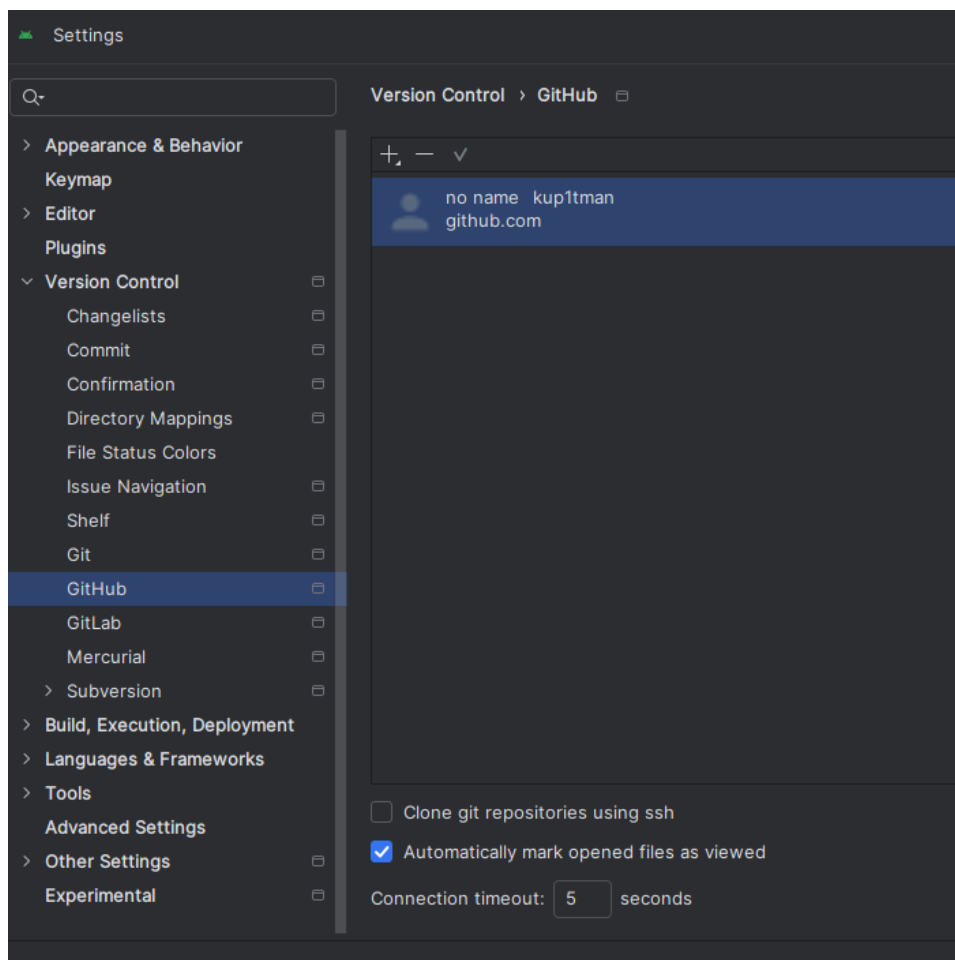 Settings
Version Control › GitHub
Appearance & Behavior
Keymap
Editor
Plugins
Version Control
Changelists
Commit
Confirmation
Directory Mappings
File Status Colors
Issue Navigation
Shelf
Git
GitHub
GitLab
Mercurial
Subversion
Build, Execution, Deployment
Languages & Frameworks
Tools
Advanced Settings
Other Settings
Experimental
no name kup1tman
github.com
Clone git repositories using ssh
Automatically mark opened files as viewed
Connection timeout: 5 seconds